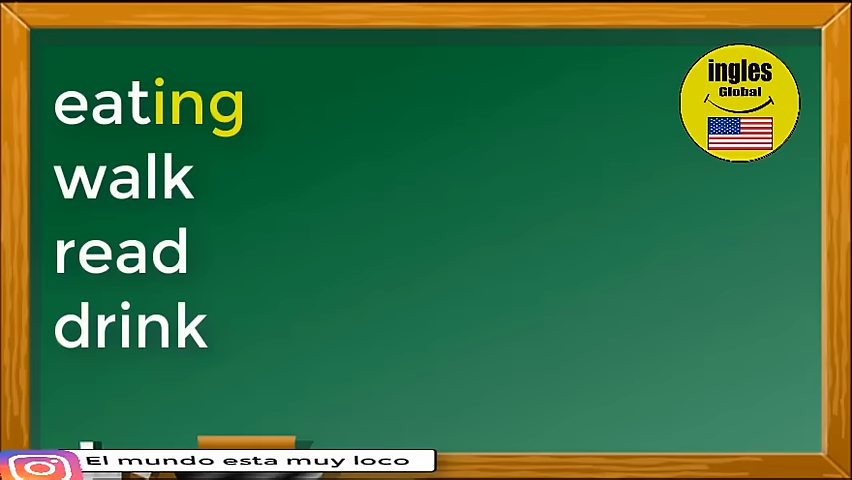 eating
walk
read
drink
ingles
Global
El mundo esta muy loco